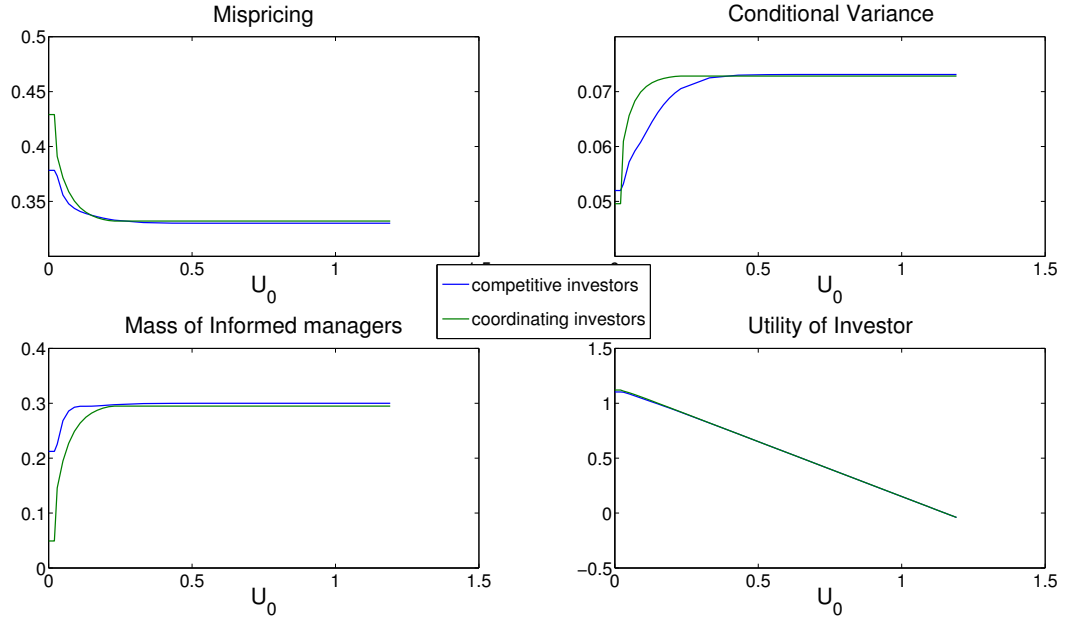 Mispricing
0.5
0.45
0.4
0.35
0 0.5 1 1.5
U0
Conditional Variance
0.07
0.06
0.05
0.5 1 1.5
U0
competitive investors
coordinating investors
Mass of Informed managers
0.4
0.3
0.2
0.1
0
0 0.5 1 1.5
U0
Utility of Investor
1.5
1
0.5
0
−0.5
0 0.5 1 1.5
U0